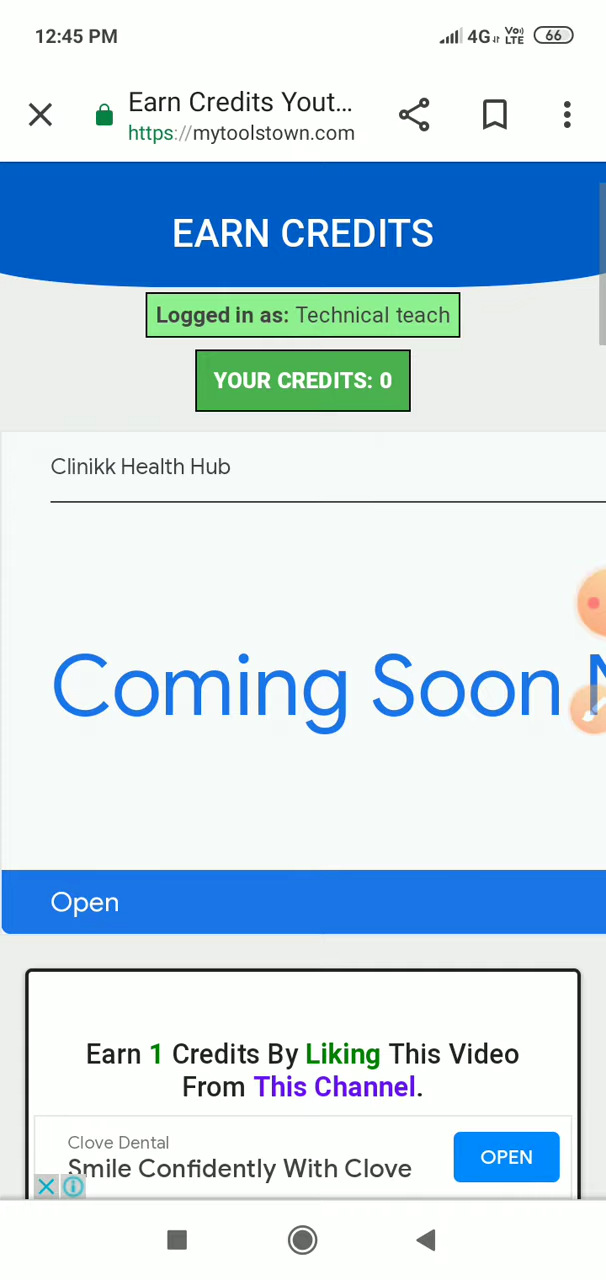 12:45 PM
4G
Vo)
LTE
66
Earn Credits Yout...
https://mytoolstown.com
EARN CREDITS
Logged in as: Technical teach
YOUR CREDITS: 0
Clinikk Health Hub
Coming Soon
Open
Earn 1 Credits By Liking This Video
From This Channel.
Clove Dental
Smile Confidently With Clove
OPEN